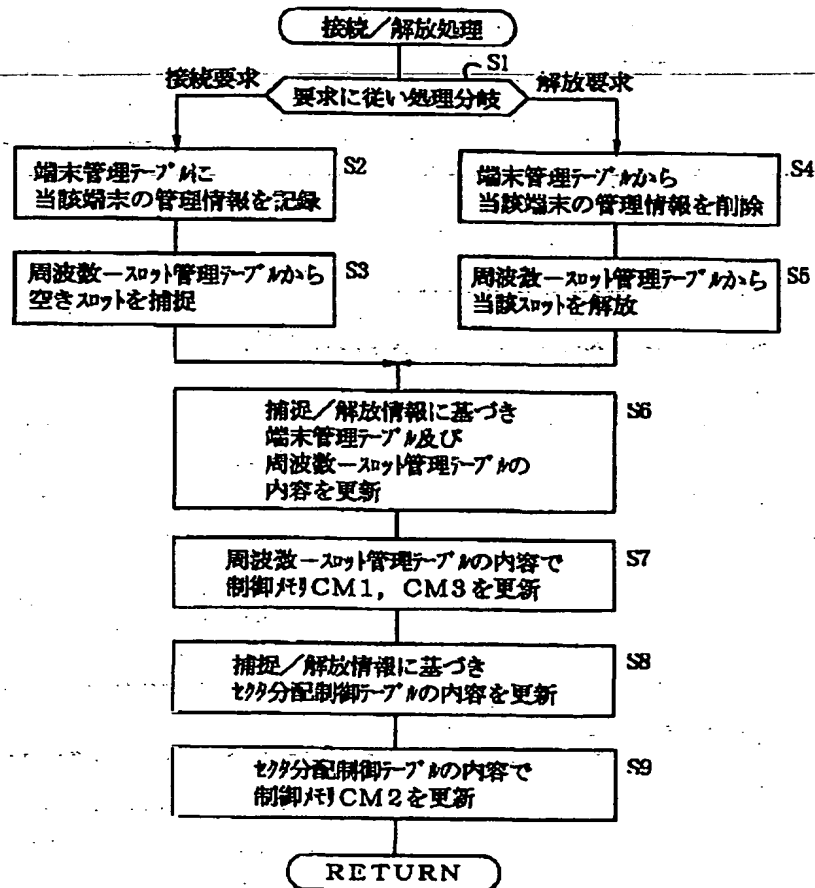 接続／解放処理
S1
接続要求
要求に従い処理分岐
解放要求
端末管理テーブルに
当該端末の管理情報を記録
S2
端末管理テーブルから
当該端末の管理情報を削除
S4
周波数－スロット管理テーブルから
空きスロットを捕捉
S3
周波数－スロット管理テーブルから
当該スロットを解放
S5
捕捉／解放情報に基づき
端末管理テーブル及び
周波数－スロット管理テーブルの
内容を更新
S6
周波数－スロット管理テーブルの内容で
制御メモリCM1，CM3を更新
S7
捕捉／解放情報に基づき
セクタ分配制御テーブルの内容を更新
S8
セクタ分配制御テーブルの内容で
制御メモリCM2を更新
S9
RETURN